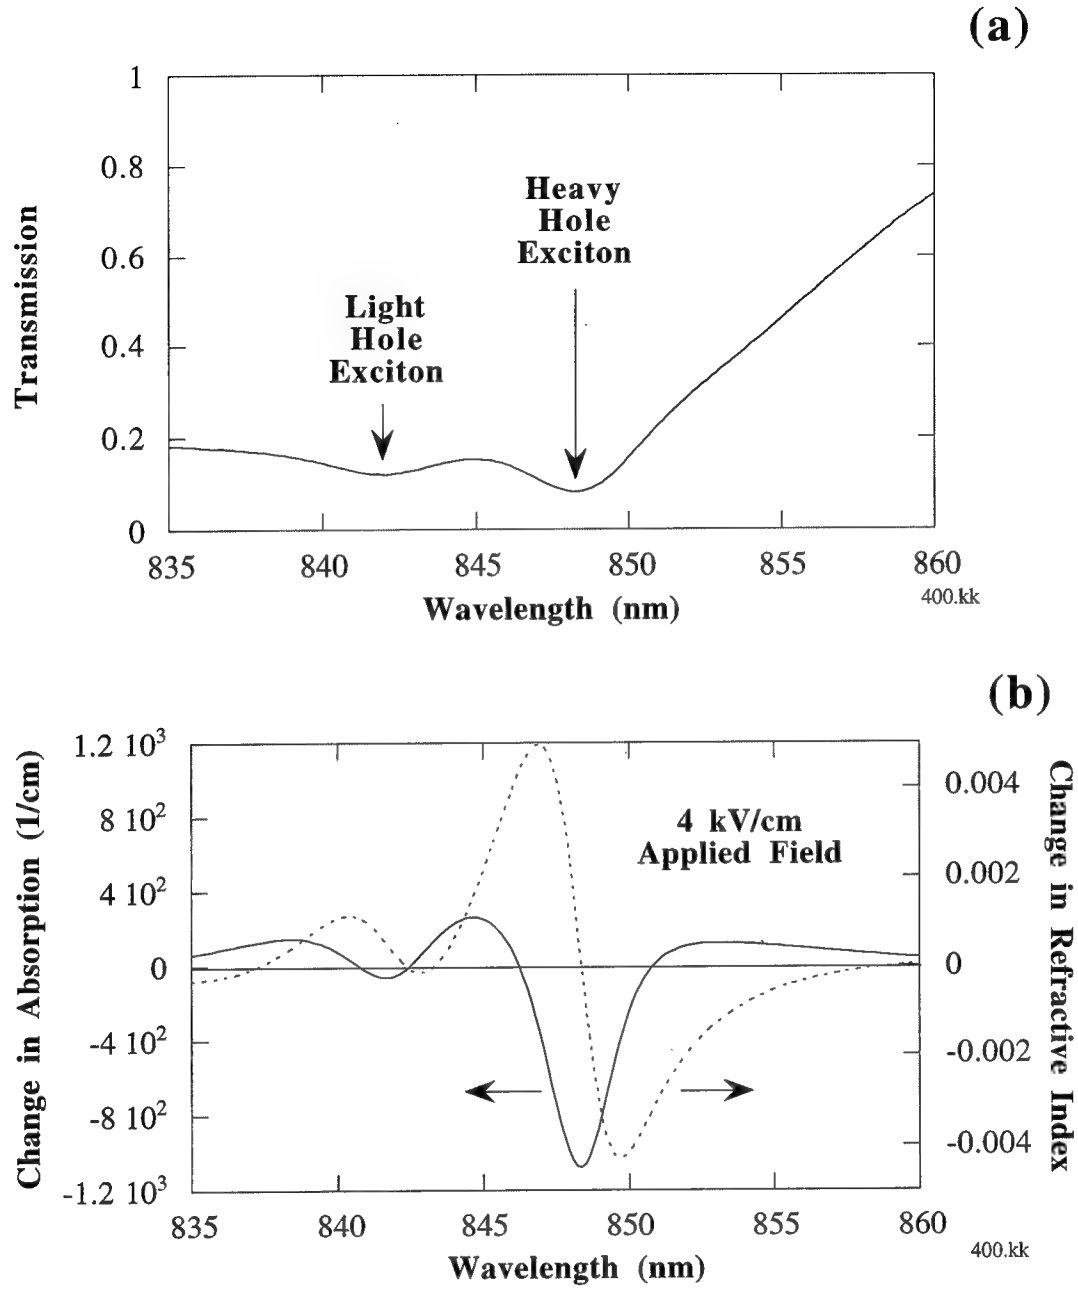 (a)
1
0.8
0.6
0.4
0.2
0
Transmission
Heavy
Hole
Exciton
Light
Hole
Exciton
835 840 845 850 855 860
Wavelength (nm)
400.kk
(b)
1.2 10³
8 10²
4 10²
0
-4 10²
-8 10²
-1.2 10³
Change in Absorption (1/cm)
4 kV/cm
Applied Field
0.004
0.002
0
-0.002
-0.004
Change in Refractive Index
835 840 845 850 855 860
Wavelength (nm)
400.kk